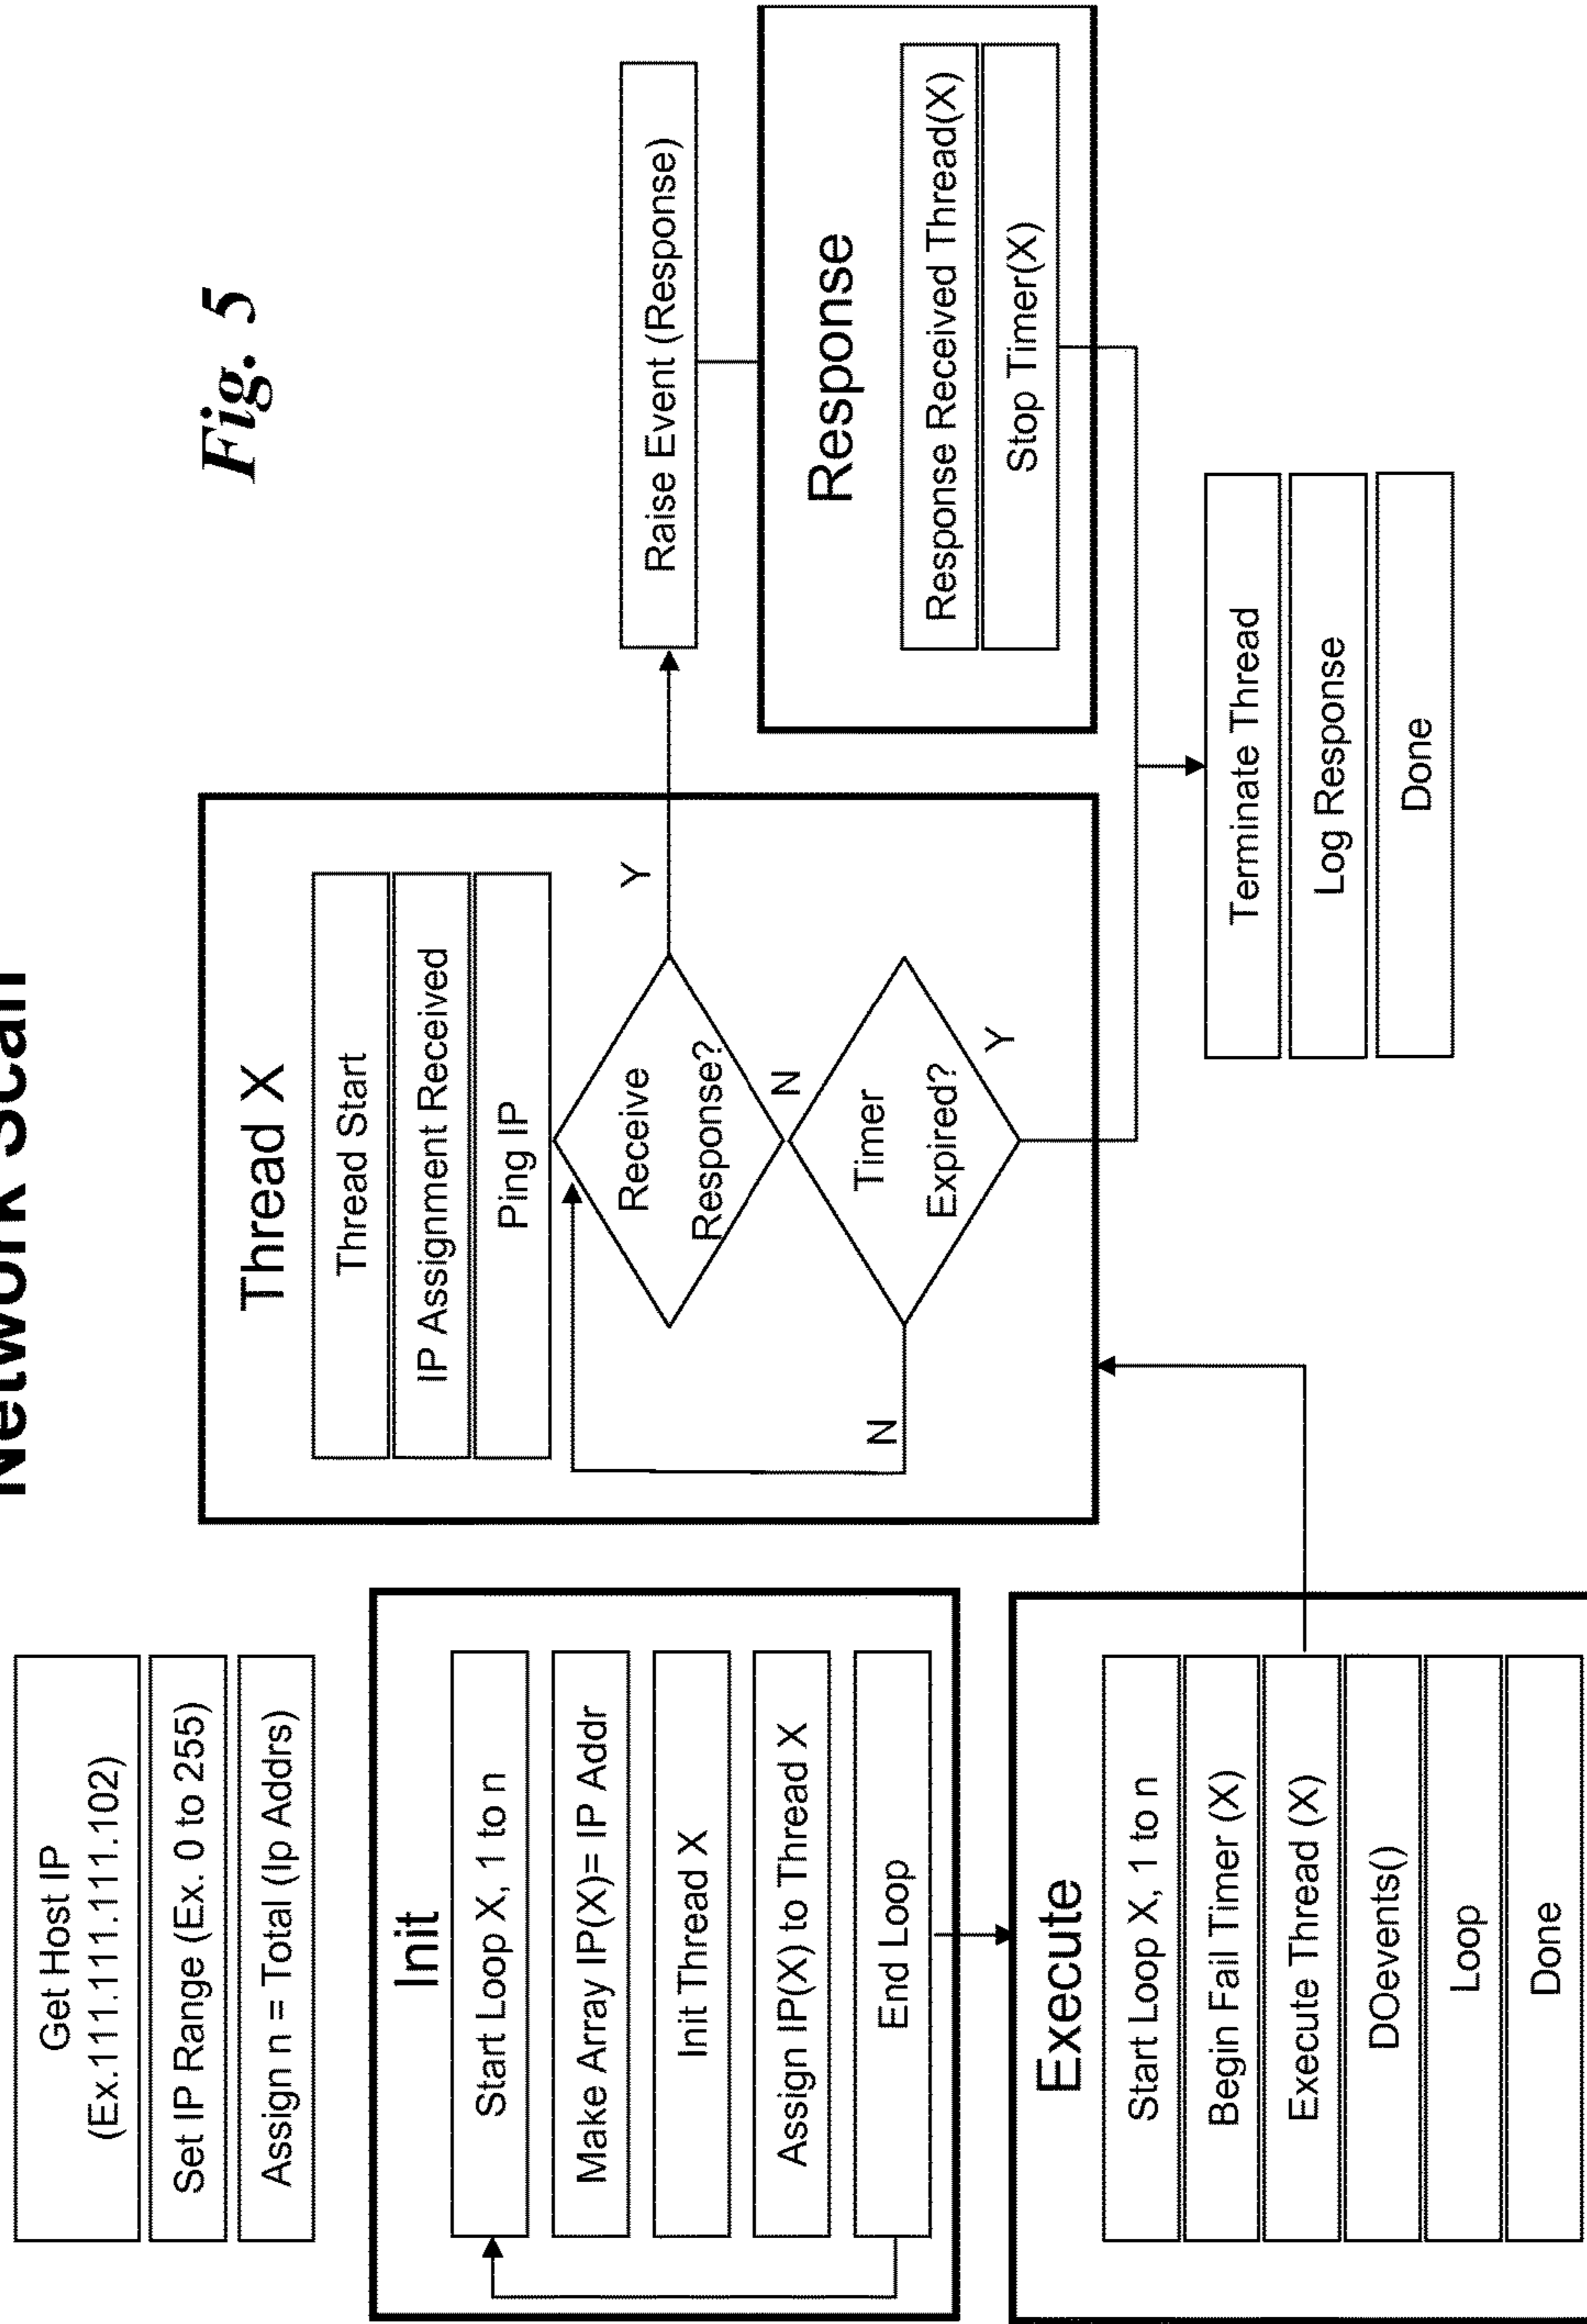 Network Scan
Fig. 5
Get Host IP
(Ex.111.111.111.102)
Set IP Range (Ex. 0 to 255)
Assign n = Total (Ip Addrs)
Init
Start Loop X, 1 to n
Make Array IP(X)= IP Addr
Init Thread X
Assign IP(X) to Thread X
End Loop
Execute
Start Loop X, 1 to n
Begin Fail Timer (X)
Execute Thread (X)
DOevents()
Loop
Done
Thread X
Thread Start
IP Assignment Received
Ping IP
Receive
Response?
Y
N
Timer
Expired?
N
Y
Raise Event (Response)
Response
Response Received Thread(X)
Stop Timer(X)
Terminate Thread
Log Response
Done